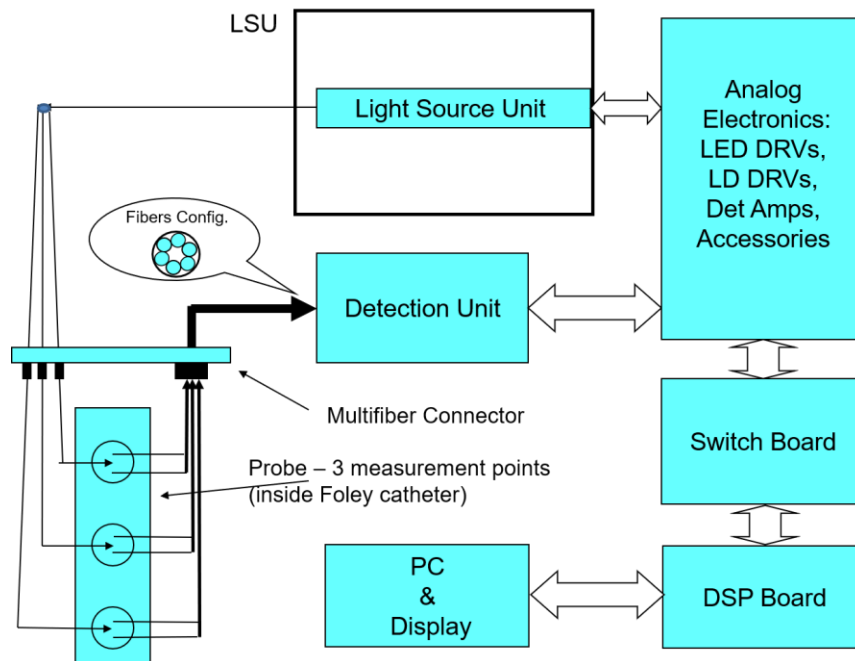 LSU
Light Source Unit
Analog
Electronics:
LED DRVs,
LD DRVs,
Det Amps,
Accessories
Fibers Config.
Detection Unit
Multifiber Connector
Switch Board
Probe – 3 measurement points
(inside Foley catheter)
PC
&
Display
DSP Board